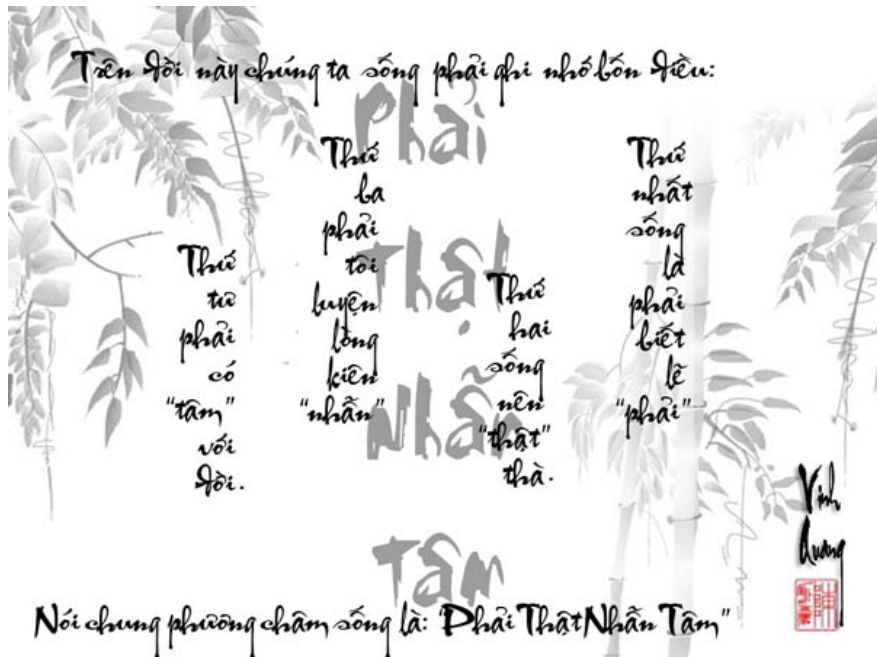 Trên đời này chúng ta sống phải ghi nhớ bốn điều:
Thứ
nhất
sống
là
phải
biết
lẽ
“phải”
Thứ
hai
sống
nên
“thật”
thà.
Thứ
ba
phải
tôi
luyện
lòng
kiên
“nhẫn”
Thứ
tư
phải
có
“tâm”
với
đời.
Phải
Thật
Nhẫn
Tâm
Nói chung phương châm sống là: “Phải Thật Nhẫn Tâm”
Vinh
Quang